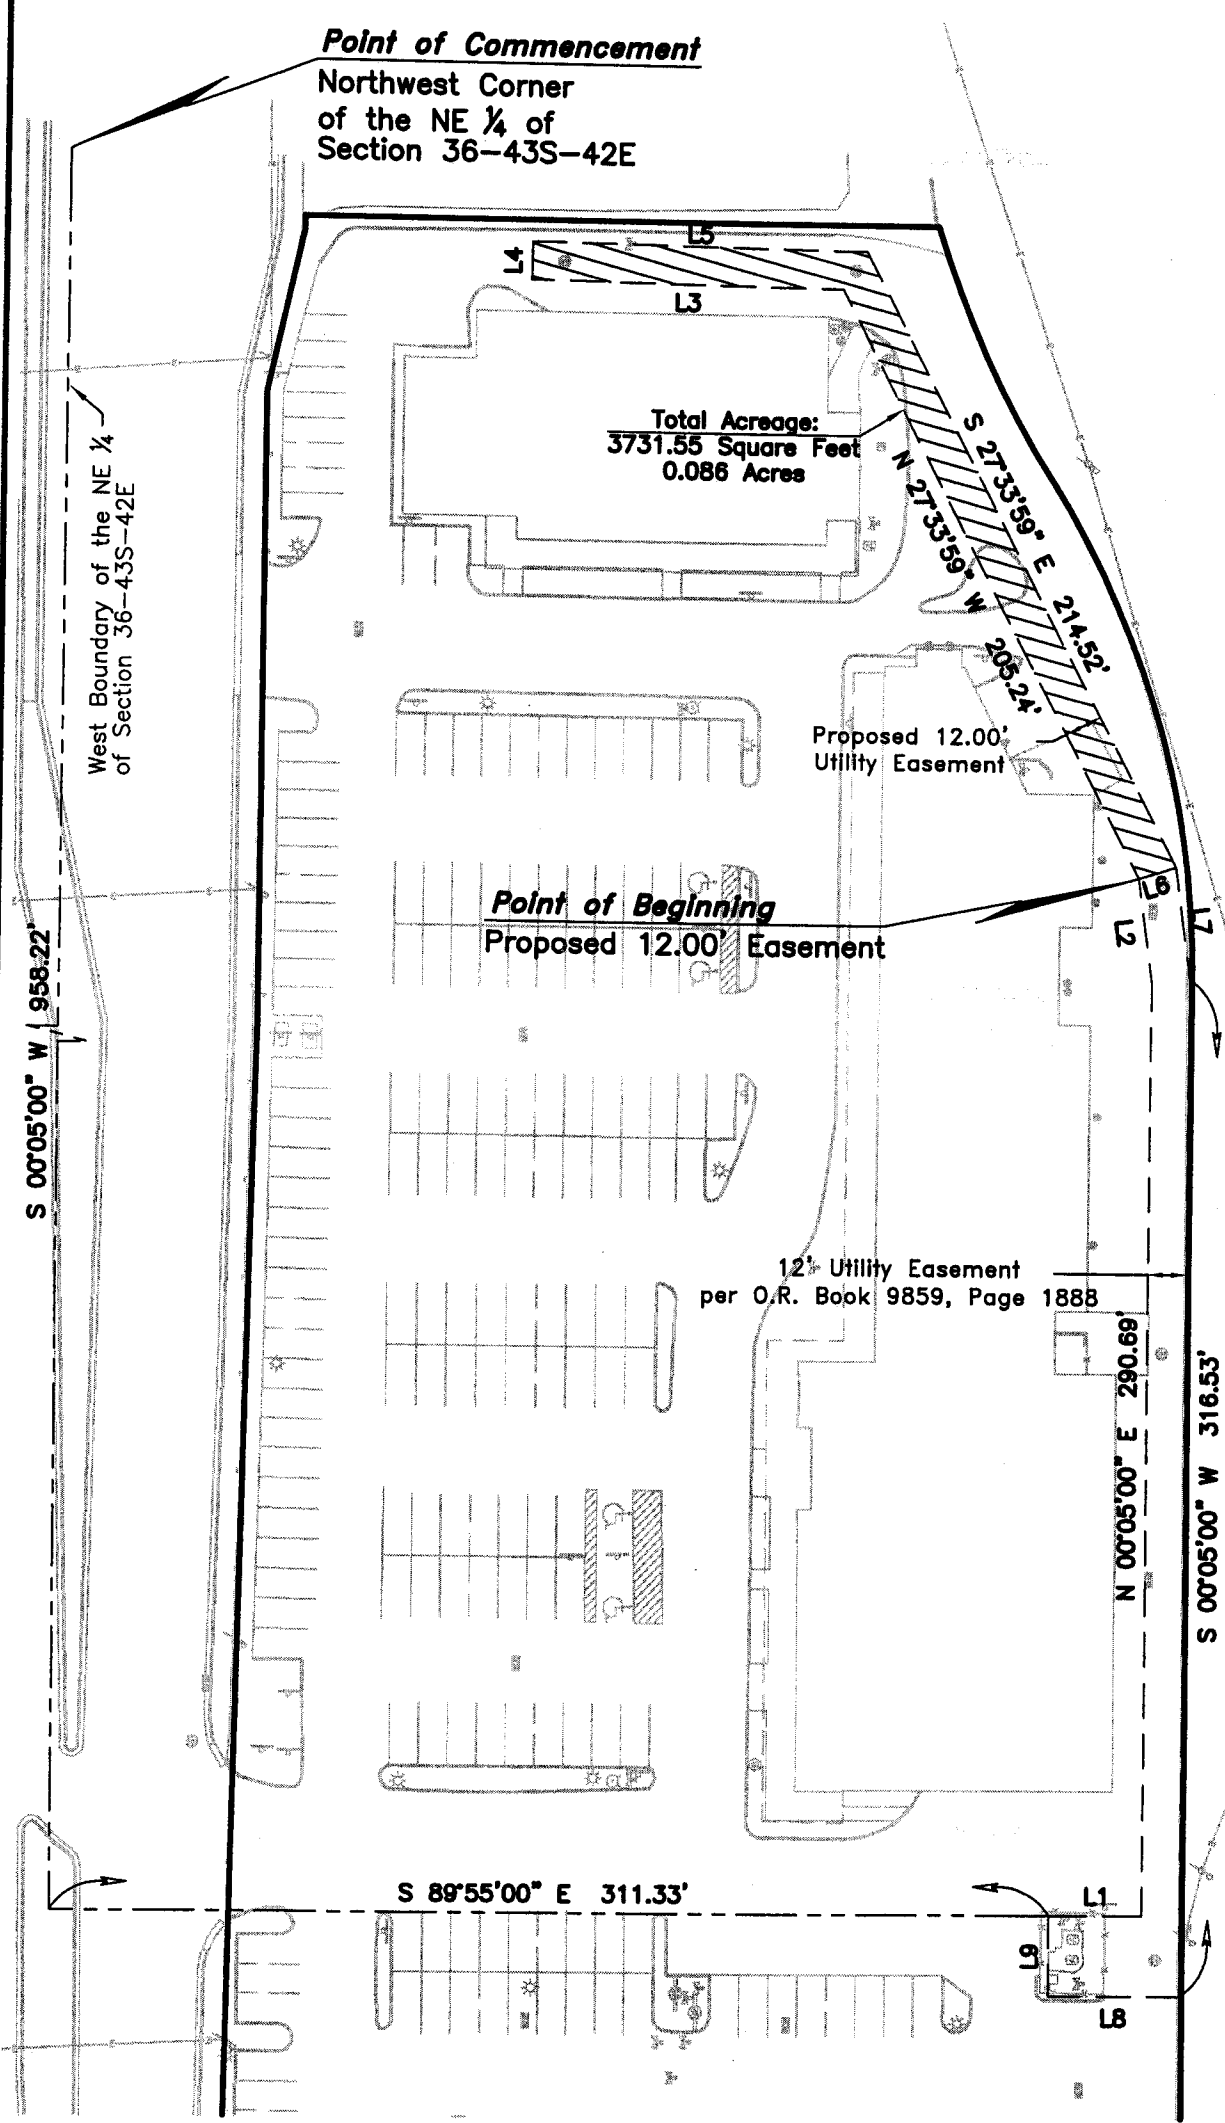 Point of Commencement
Northwest Corner
of the NE ¼ of
Section 36-43S-42E
L5
L4
L3
Total Acreage:
3731.55 Square Feet
0.086 Acres
S 27°33'59" E 214.52'
N 27°33'59" W 205.24'
West Boundary of the NE ¼
of Section 36-43S-42E
Proposed 12.00'
Utility Easement
Point of Beginning
Proposed 12.00' Easement
L6
L7
L2
S 00°05'00" W 958.22'
12' Utility Easement
per O.R. Book 9859, Page 1888
N 00°05'00" E 290.69'
S 00°05'00" W 316.53'
S 89°55'00" E 311.33'
L1
L9
L8